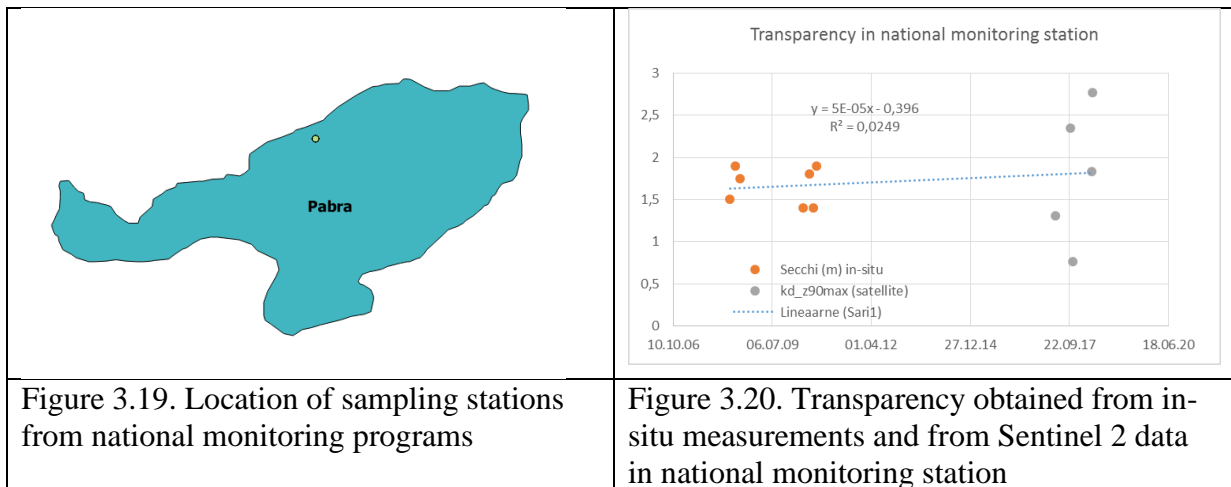 Pabra
Figure 3.19. Location of sampling stations
from national monitoring programs
Transparency in national monitoring station
3
2,5
2
1,5
1
0,5
0
y = 5E-05x - 0,396
R² = 0,0249
Secchi (m) in-situ
kd_z90max (satellite)
Lineaarne (Sari1)
10.10.06 06.07.09 01.04.12 27.12.14 22.09.17 18.06.20
Figure 3.20. Transparency obtained from in-
situ measurements and from Sentinel 2 data
in national monitoring station